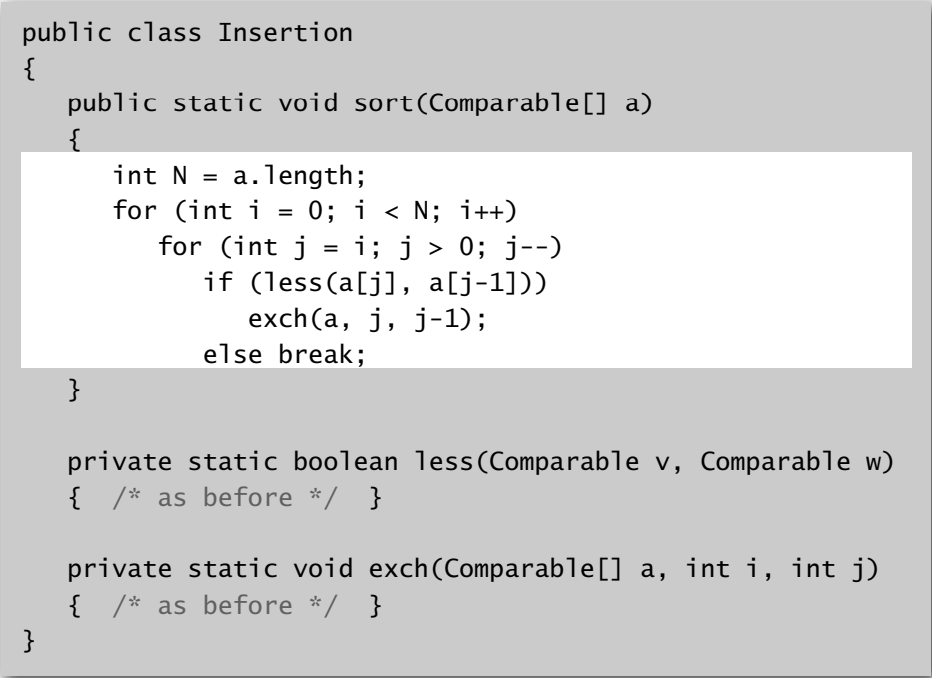 public class Insertion
{
   public static void sort(Comparable[] a)
   {
      int N = a.length;
      for (int i = 0; i < N; i++)
         for (int j = i; j > 0; j--)
            if (less(a[j], a[j-1]))
               exch(a, j, j-1);
            else break;
   }

   private static boolean less(Comparable v, Comparable w)
   {  /* as before */  }

   private static void exch(Comparable[] a, int i, int j)
   {  /* as before */  }
}